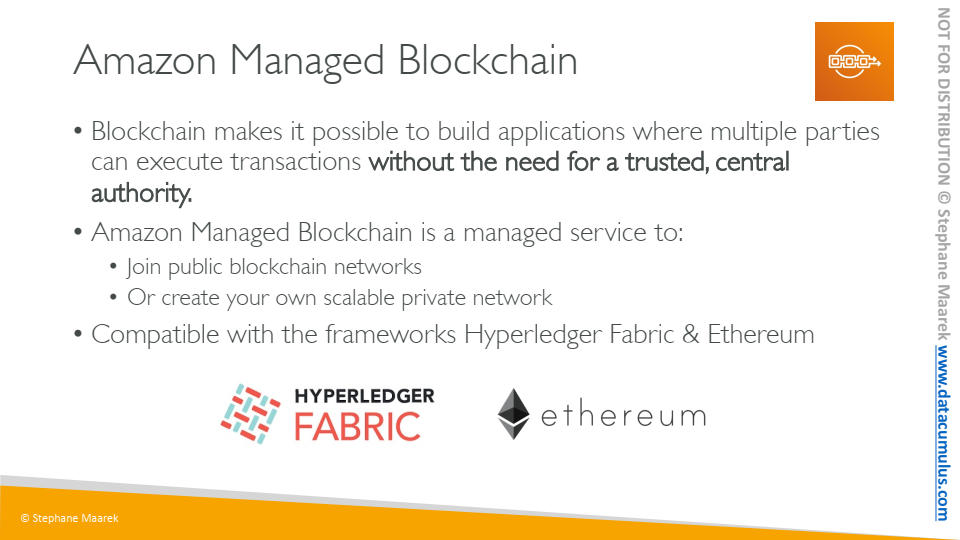 Amazon Managed Blockchain
• Blockchain makes it possible to build applications where multiple parties
can execute transactions without the need for a trusted, central
authority.
• Amazon Managed Blockchain is a managed service to:
• Join public blockchain networks
• Or create your own scalable private network
• Compatible with the frameworks Hyperledger Fabric & Ethereum
HYPERLEDGER
FABRIC
ethereum
© Stephane Maarek
NOT FOR DISTRIBUTION © Stephane Maarek www.datacumulus.com